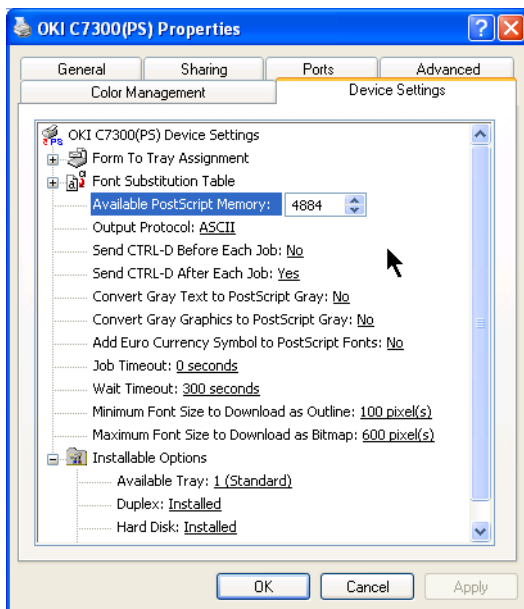 OKI C7300(PS) Properties
General Sharing Ports Advanced
Color Management Device Settings
OKI C7300(PS) Device Settings
Form To Tray Assignment
Font Substitution Table
Available PostScript Memory: 4884
Output Protocol: ASCII
Send CTRL-D Before Each Job: No
Send CTRL-D After Each Job: Yes
Convert Gray Text to PostScript Gray: No
Convert Gray Graphics to PostScript Gray: No
Add Euro Currency Symbol to PostScript Fonts: No
Job Timeout: 0 seconds
Wait Timeout: 300 seconds
Minimum Font Size to Download as Outline: 100 pixel(s)
Maximum Font Size to Download as Bitmap: 600 pixel(s)
Installable Options
Available Tray: 1 (Standard)
Duplex: Installed
Hard Disk: Installed
OK Cancel Apply